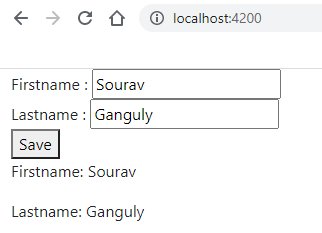 localhost:4200
Firstname : Sourav
Lastname : Ganguly
Save
Firstname: Sourav
Lastname: Ganguly